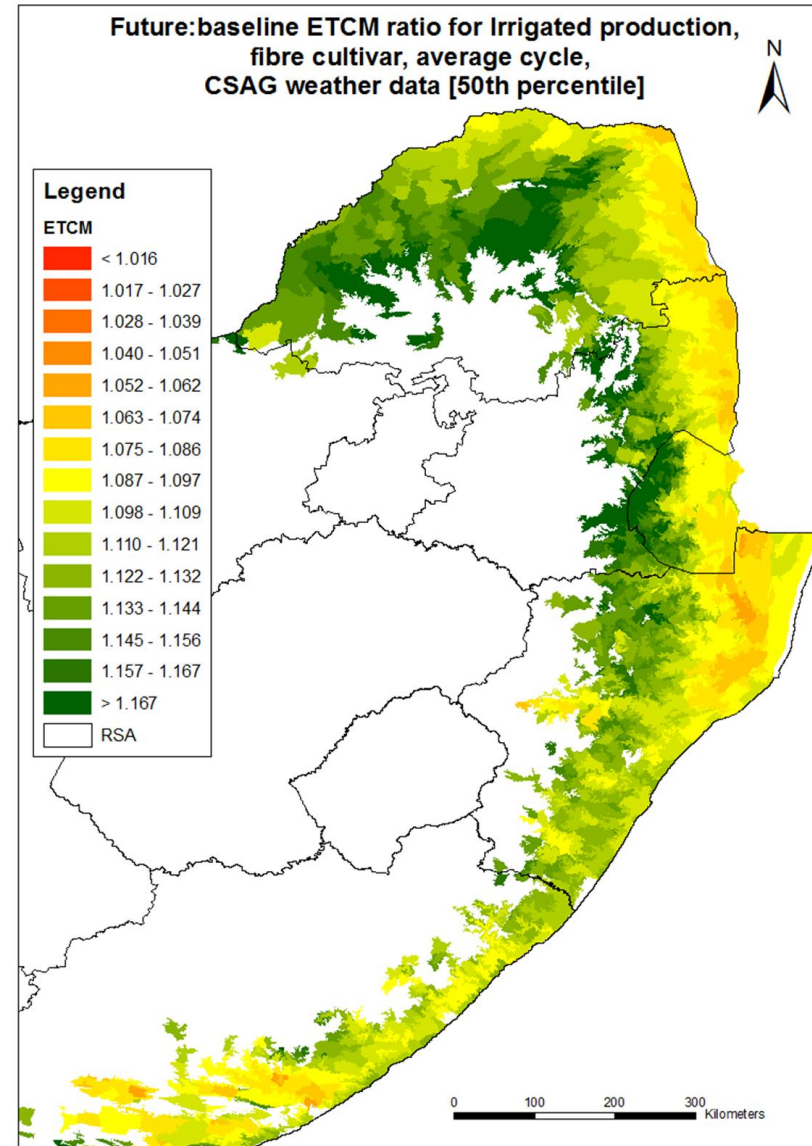 Future:baseline ETCM ratio for Irrigated production,
fibre cultivar, average cycle,
CSAG weather data [50th percentile]
N
Legend
ETCM
< 1.016
1.017 - 1.027
1.028 - 1.039
1.040 - 1.051
1.052 - 1.062
1.063 - 1.074
1.075 - 1.086
1.087 - 1.097
1.098 - 1.109
1.110 - 1.121
1.122 - 1.132
1.133 - 1.144
1.145 - 1.156
1.157 - 1.167
> 1.167
RSA
0 100 200 300
Kilometers